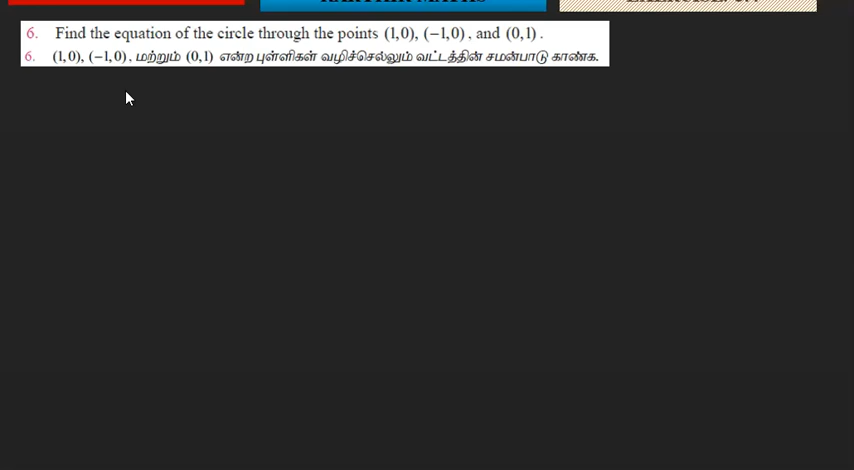 6. Find the equation of the circle through the points (1,0), (−1,0), and (0,1).
6. (1,0), (−1,0), மற்றும் (0,1) என்ற புள்ளிகள் வழிச்செல்லும் வட்டத்தின் சமன்பாடு காண்க.